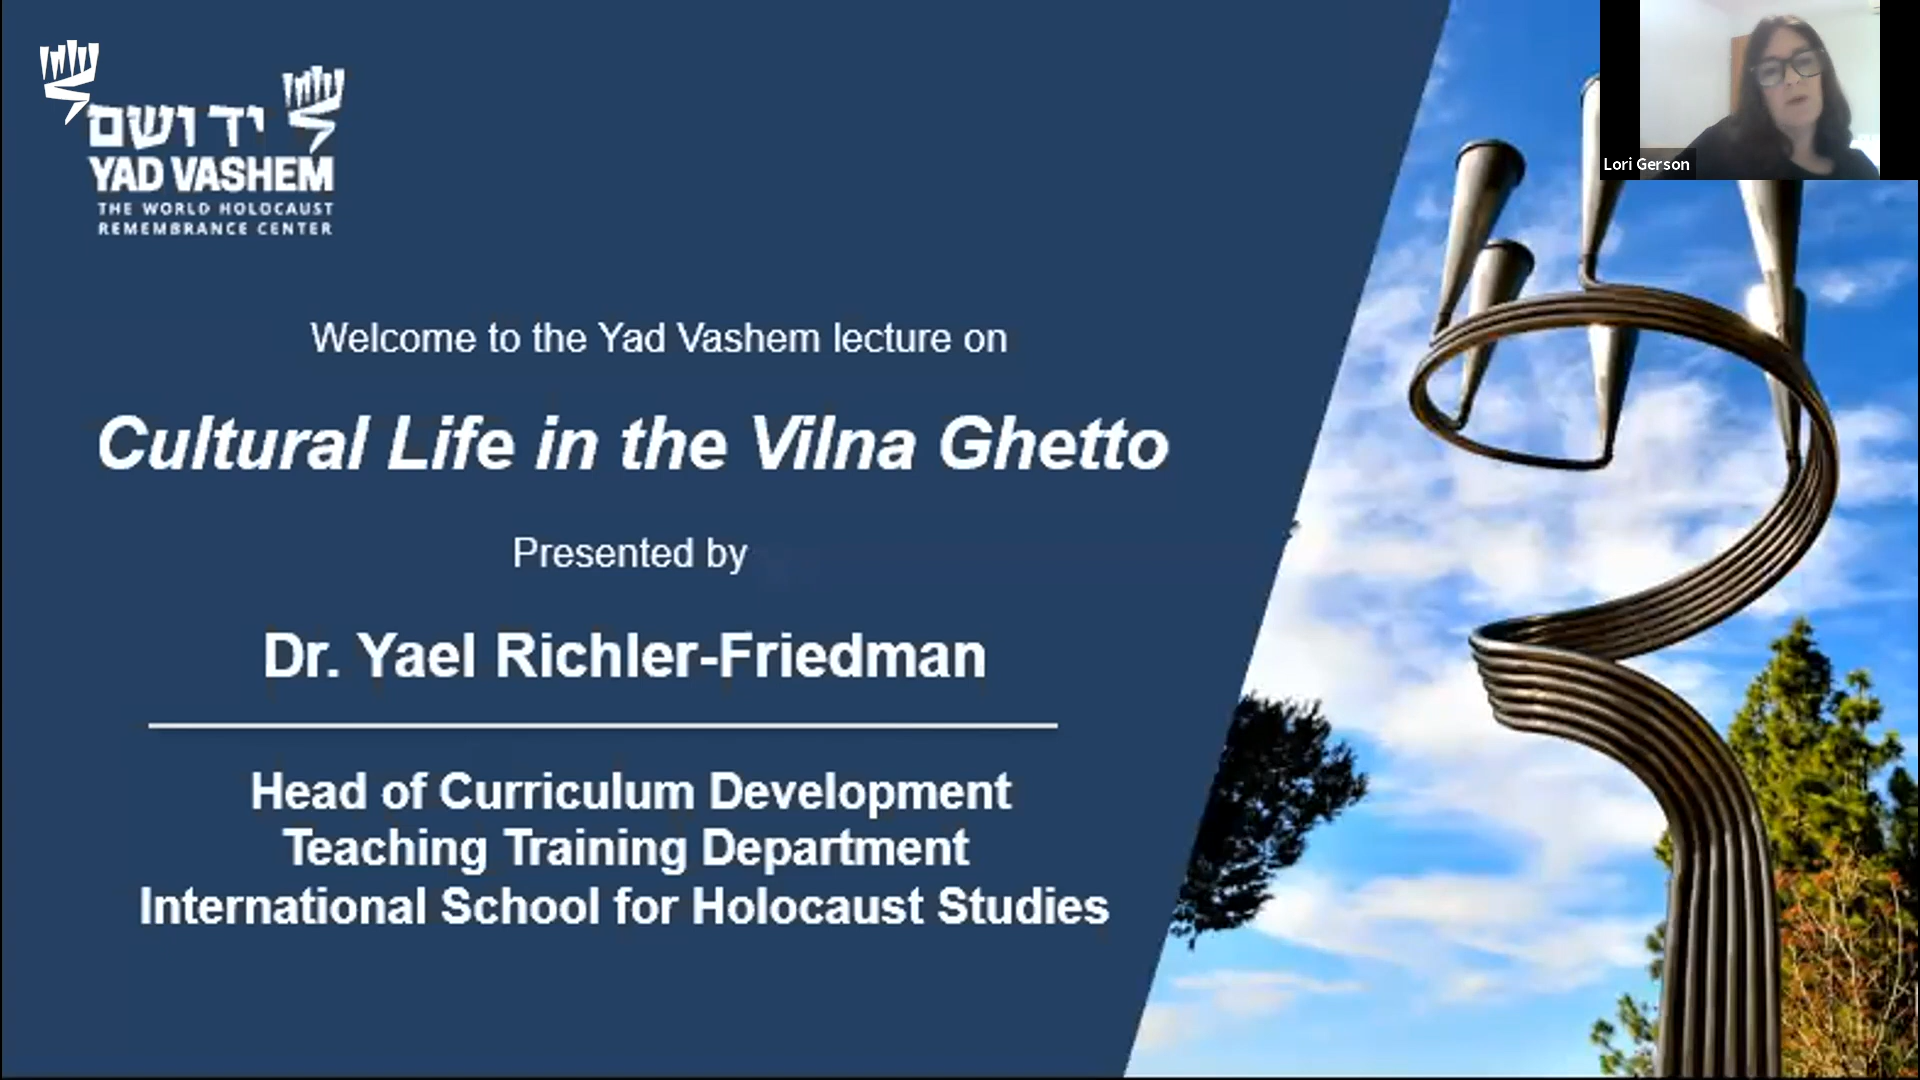 יד ושם
YAD VASHEM
THE WORLD HOLOCAUST
REMEMBRANCE CENTER
Lori Gerson
Welcome to the Yad Vashem lecture on
Cultural Life in the Vilna Ghetto
Presented by
Dr. Yael Richler-Friedman
Head of Curriculum Development
Teaching Training Department
International School for Holocaust Studies